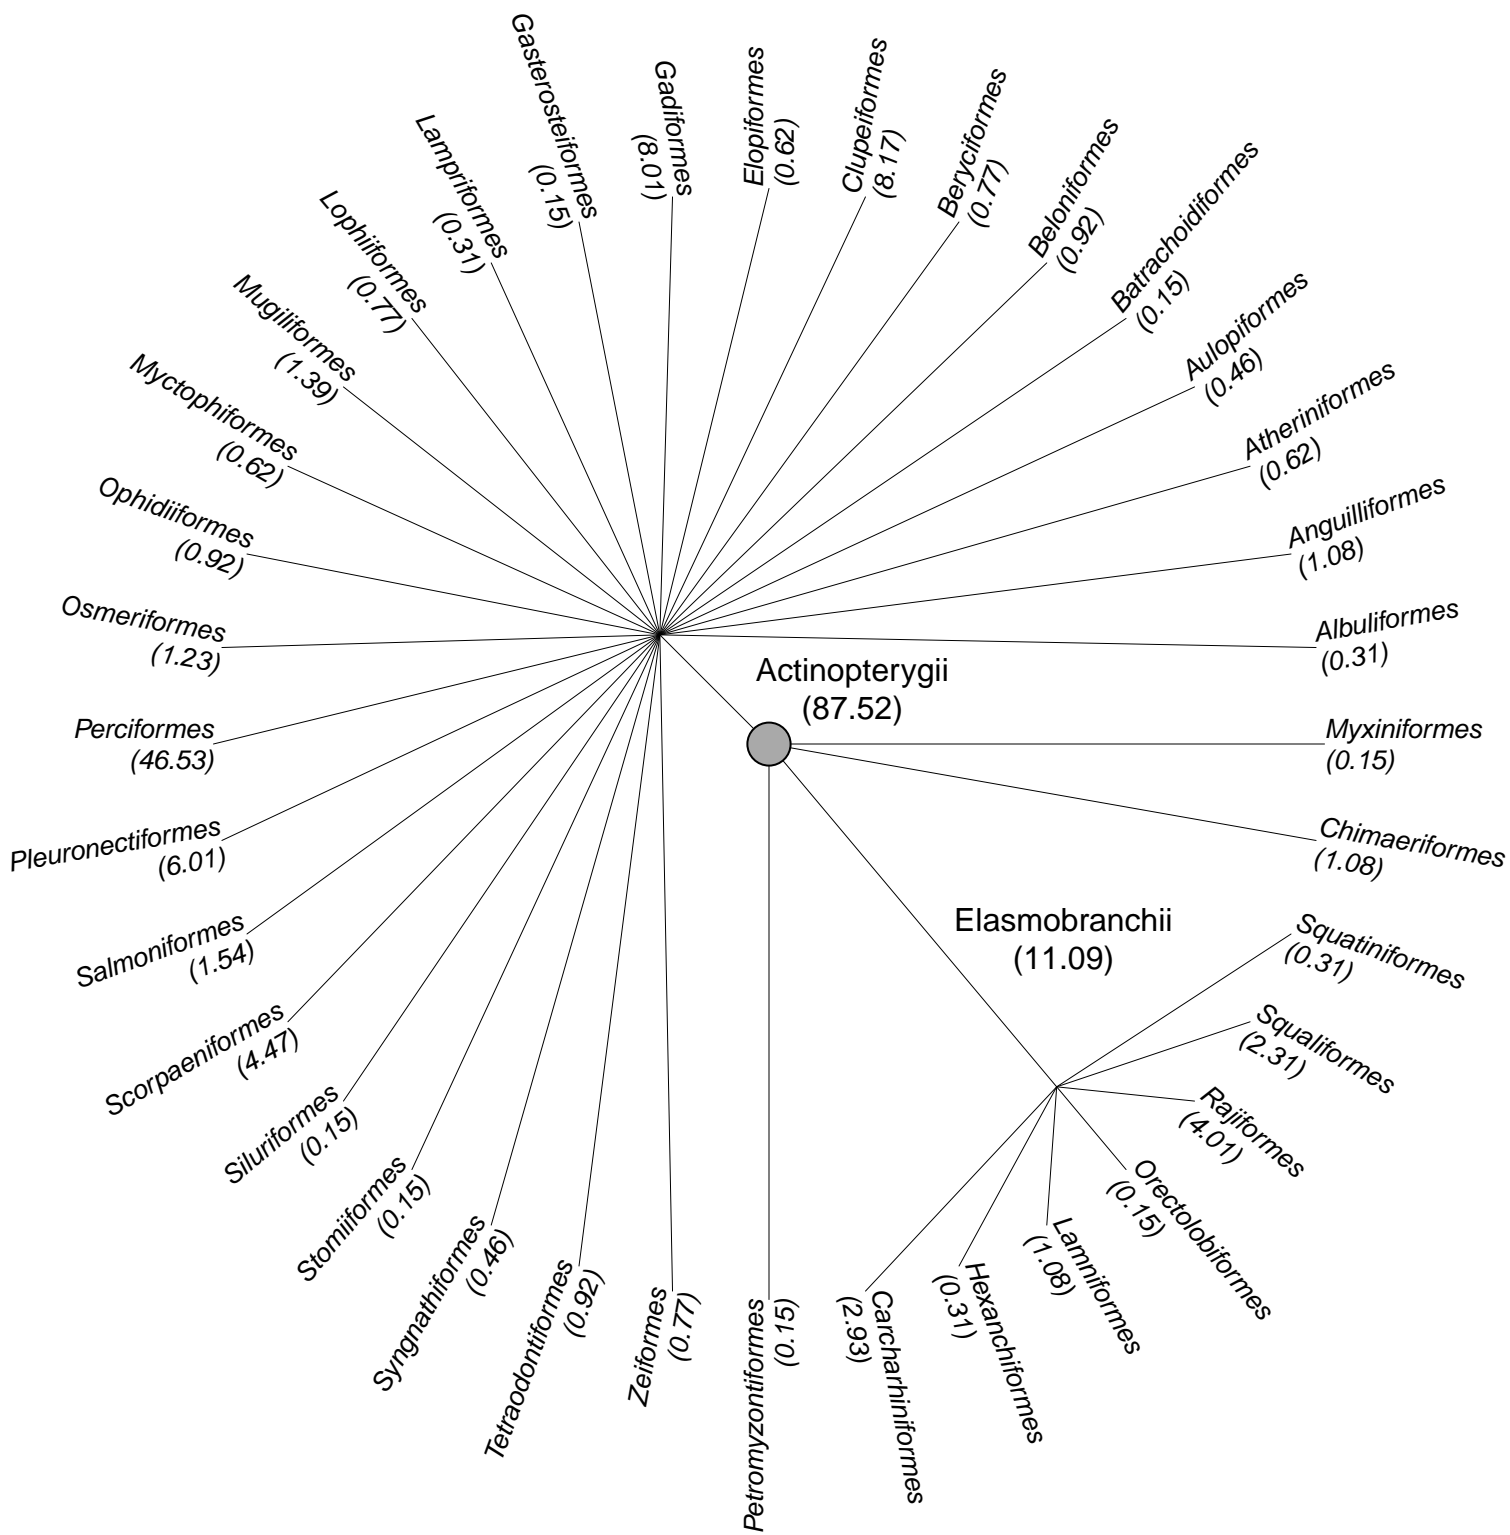 Gasterosteiformes
(0.15)
Gadiformes
(8.01)
Elopiformes
(0.62)
Clupeiformes
(8.17)
Beryciformes
(0.77)
Beloniformes
(0.92)
Batrachoidiformes
(0.15)
Aulopiformes
(0.46)
Atheriniformes
(0.62)
Anguilliformes
(1.08)
Albuliformes
(0.31)
Myxiniformes
(0.15)
Chimaeriformes
(1.08)
Actinopterygii
(87.52)
Elasmobranchii
(11.09)
Squatiniformes
(0.31)
Squaliformes
(2.31)
Rajiformes
(4.01)
Orectolobiformes
(0.15)
Lamniformes
(1.08)
Hexanchiformes
(0.31)
Carcharhiniformes
(2.93)
Petromyzontiformes
(0.15)
Zeiformes
(0.77)
Tetraodontiformes
(0.92)
Syngnathiformes
(0.46)
Stomiiformes
(0.15)
Siluriformes
(0.15)
Scorpaeniformes
(4.47)
Salmoniformes
(1.54)
Pleuronectiformes
(6.01)
Perciformes
(46.53)
Osmeriformes
(1.23)
Ophidiiformes
(0.92)
Myctophiformes
(0.62)
Mugiliformes
(1.39)
Lophiiformes
(0.77)
Lampriformes
(0.31)